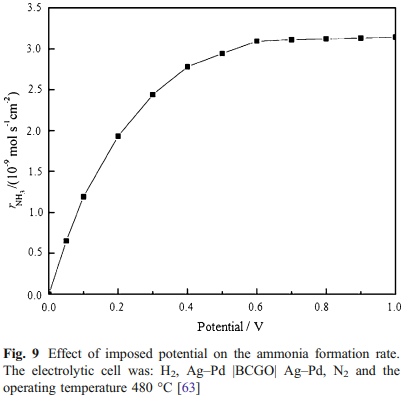 3.5
3.0
2.5
2.0
1.5
1.0
0.5
0.0
r_NH₃/(10⁻⁹ mol s⁻¹cm⁻²)
0.0 0.2 0.4 0.6 0.8 1.0
Potential / V
Fig. 9 Effect of imposed potential on the ammonia formation rate.
The electrolytic cell was: H₂, Ag–Pd |BCGO| Ag–Pd, N₂ and the
operating temperature 480 °C [63]